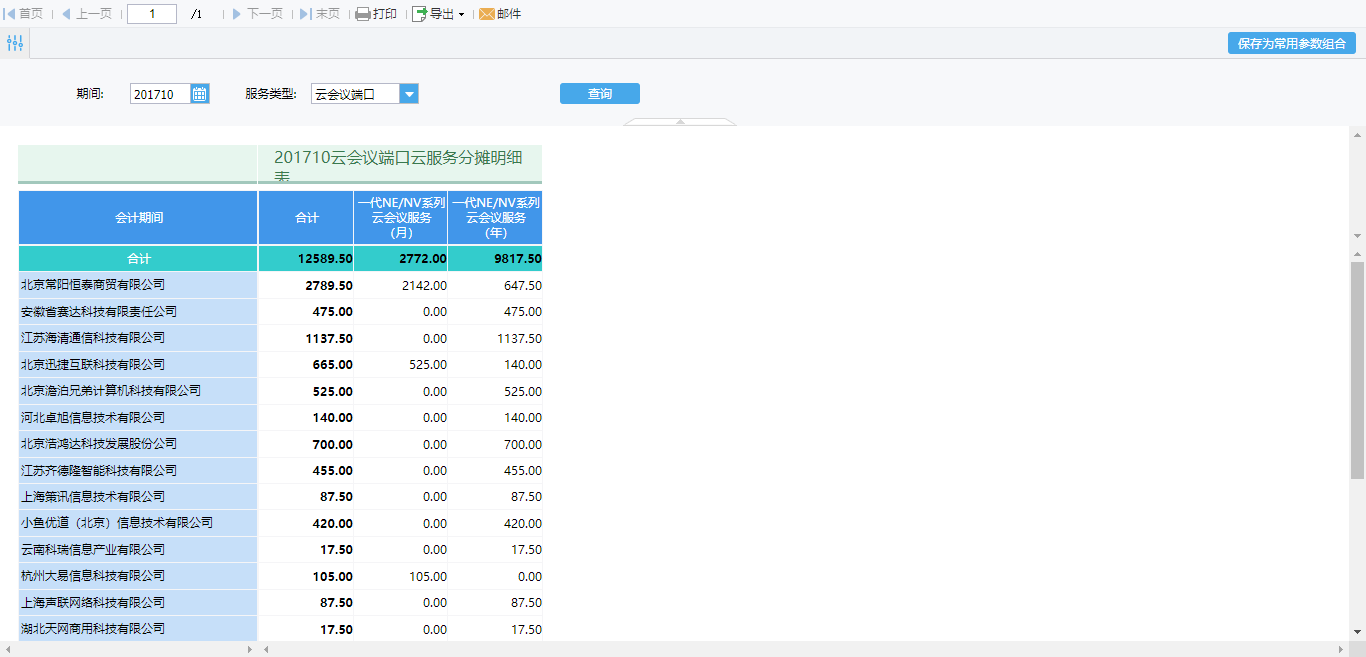 首页 上一页 1 /1 下一页 末页 打印 导出 邮件
保存为常用参数组合
期间: 201710 服务类型: 云会议端口 查询
201710云会议端口云服务分摊明细
表
会计期间 合计 一代NE/NV系列云会议服务(月) 一代NE/NV系列云会议服务(年)
合计 12589.50 2772.00 9817.50
北京常阳恒泰商贸有限公司 2789.50 2142.00 647.50
安徽省赛达科技有限责任公司 475.00 0.00 475.00
江苏海清通信科技有限公司 1137.50 0.00 1137.50
北京迅捷互联科技有限公司 665.00 525.00 140.00
北京澹泊兄弟计算机科技有限公司 525.00 0.00 525.00
河北卓旭信息技术有限公司 140.00 0.00 140.00
北京浩鸿达科技发展股份公司 700.00 0.00 700.00
江苏齐德隆智能科技有限公司 455.00 0.00 455.00
上海策讯信息技术有限公司 87.50 0.00 87.50
小鱼优道（北京）信息技术有限公司 420.00 0.00 420.00
云南科瑞信息产业有限公司 17.50 0.00 17.50
杭州大易信息科技有限公司 105.00 105.00 0.00
上海声联网络科技有限公司 87.50 0.00 87.50
湖北天网商用科技有限公司 17.50 0.00 17.50